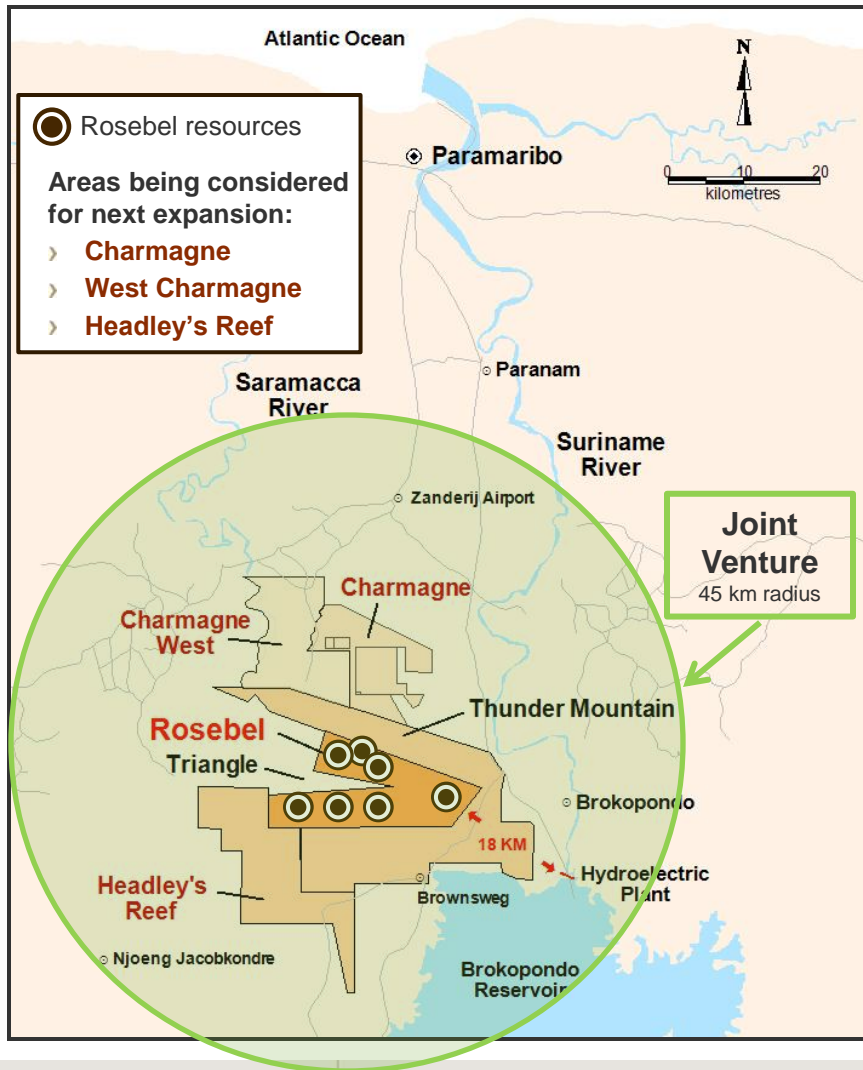 Atlantic Ocean
N
Rosebel resources
Areas being considered
for next expansion:
› Charmagne
› West Charmagne
› Headley's Reef
Paramaribo
0 10 20
kilometres
Paranam
Saramacca
River
Suriname
River
Zanderij Airport
Joint
Venture
45 km radius
Charmagne
Charmagne
West
Thunder Mountain
Rosebel
Triangle
Brokopondo
18 KM
Hydroelectric
Plant
Headley's
Reef
Brownsweg
Njoeng Jacobkondre
Brokopondo
Reservoir